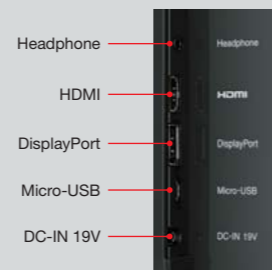 Headphone
Headphone
HDMI
HDMI
DisplayPort
DisplayPort
Micro-USB
Micro-USB
DC-IN 19V
DC-IN 19V